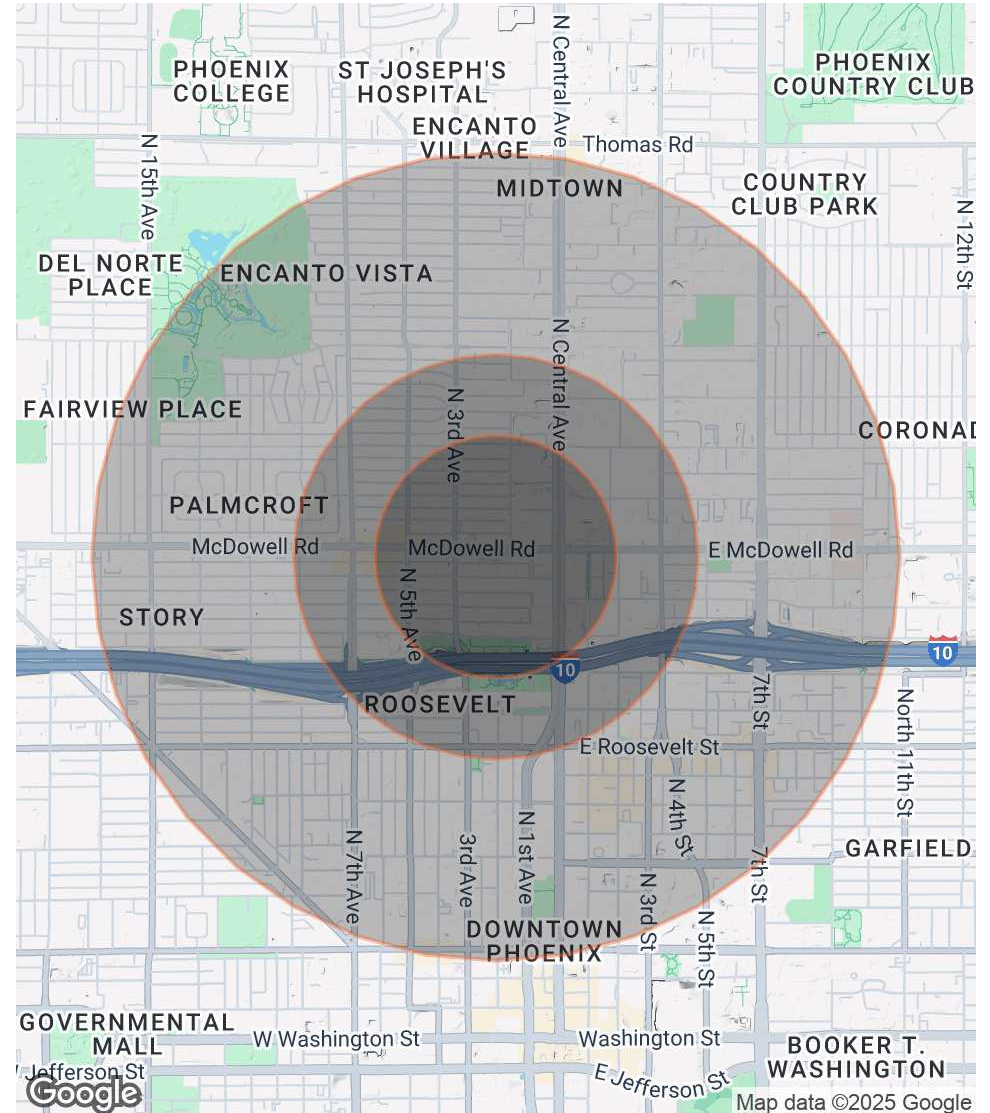 PHOENIX
COLLEGE
ST JOSEPH'S
HOSPITAL
N Central Ave
PHOENIX
COUNTRY CLUB
ENCANTO
VILLAGE
Thomas Rd
N 15th Ave
MIDTOWN
COUNTRY
CLUB PARK
N 12th St
DEL NORTE
PLACE
ENCANTO VISTA
N Central Ave
N 3rd Ave
FAIRVIEW PLACE
CORONAD
PALMCROFT
McDowell Rd
McDowell Rd
E McDowell Rd
N 5th Ave
STORY
10
10
ROOSEVELT
7th St
North 11th St
E Roosevelt St
N 4th St
N 7th Ave
3rd Ave
N 1st Ave
7th St
GARFIELD
N 3rd St
N 5th St
DOWNTOWN
PHOENIX
GOVERNMENTAL
MALL
W Washington St
Washington St
BOOKER T.
WASHINGTON
Jefferson St
E Jefferson St
Google
Map data ©2025 Google